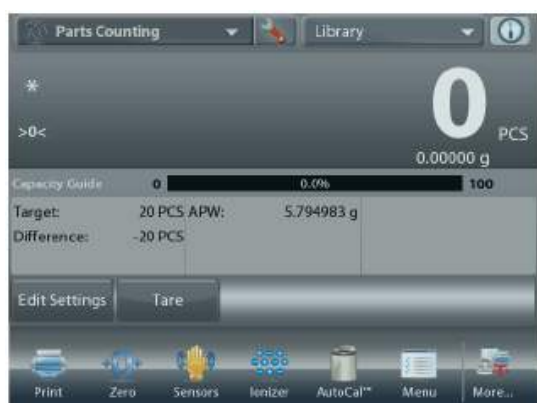 Parts Counting Library
*
>0<
0 PCS
0.00000 g
Capacity Guide 0 0.0% 100
Target: 20 PCS APW: 5.794983 g
Difference: -20 PCS
Edit Settings Tare
Print Zero Sensors Ionizer AutoCal™ Menu More...